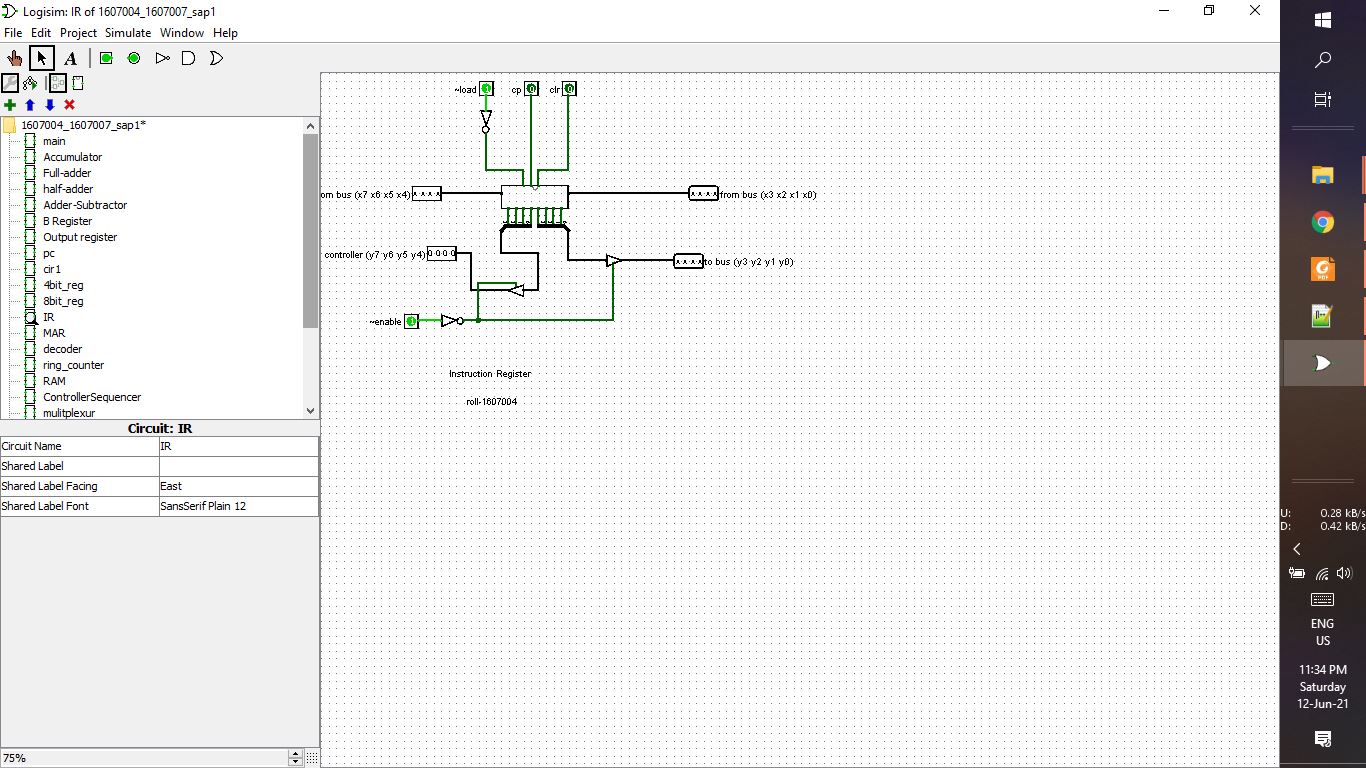 Logisim: IR of 1607004_1607007_sap1
File Edit Project Simulate Window Help
1607004_1607007_sap1*
main
Accumulator
Full-adder
half-adder
Adder-Subtractor
B Register
Output register
pc
cir1
4bit_reg
8bit_reg
IR
MAR
decoder
ring_counter
RAM
ControllerSequencer
mulitplexur
Circuit: IR
Circuit Name IR
Shared Label
Shared Label Facing East
Shared Label Font SansSerif Plain 12
75%
~load cp clr
om bus (x7 x6 x5 x4) from bus (x3 x2 x1 x0)
controller (y7 y6 y5 y4) 0 0 0 0 to bus (y3 y2 y1 y0)
~enable 1
Instruction Register
roll-1607004
U: 0.28 kB/s
D: 0.42 kB/s
ENG
US
11:34 PM
Saturday
12-Jun-21